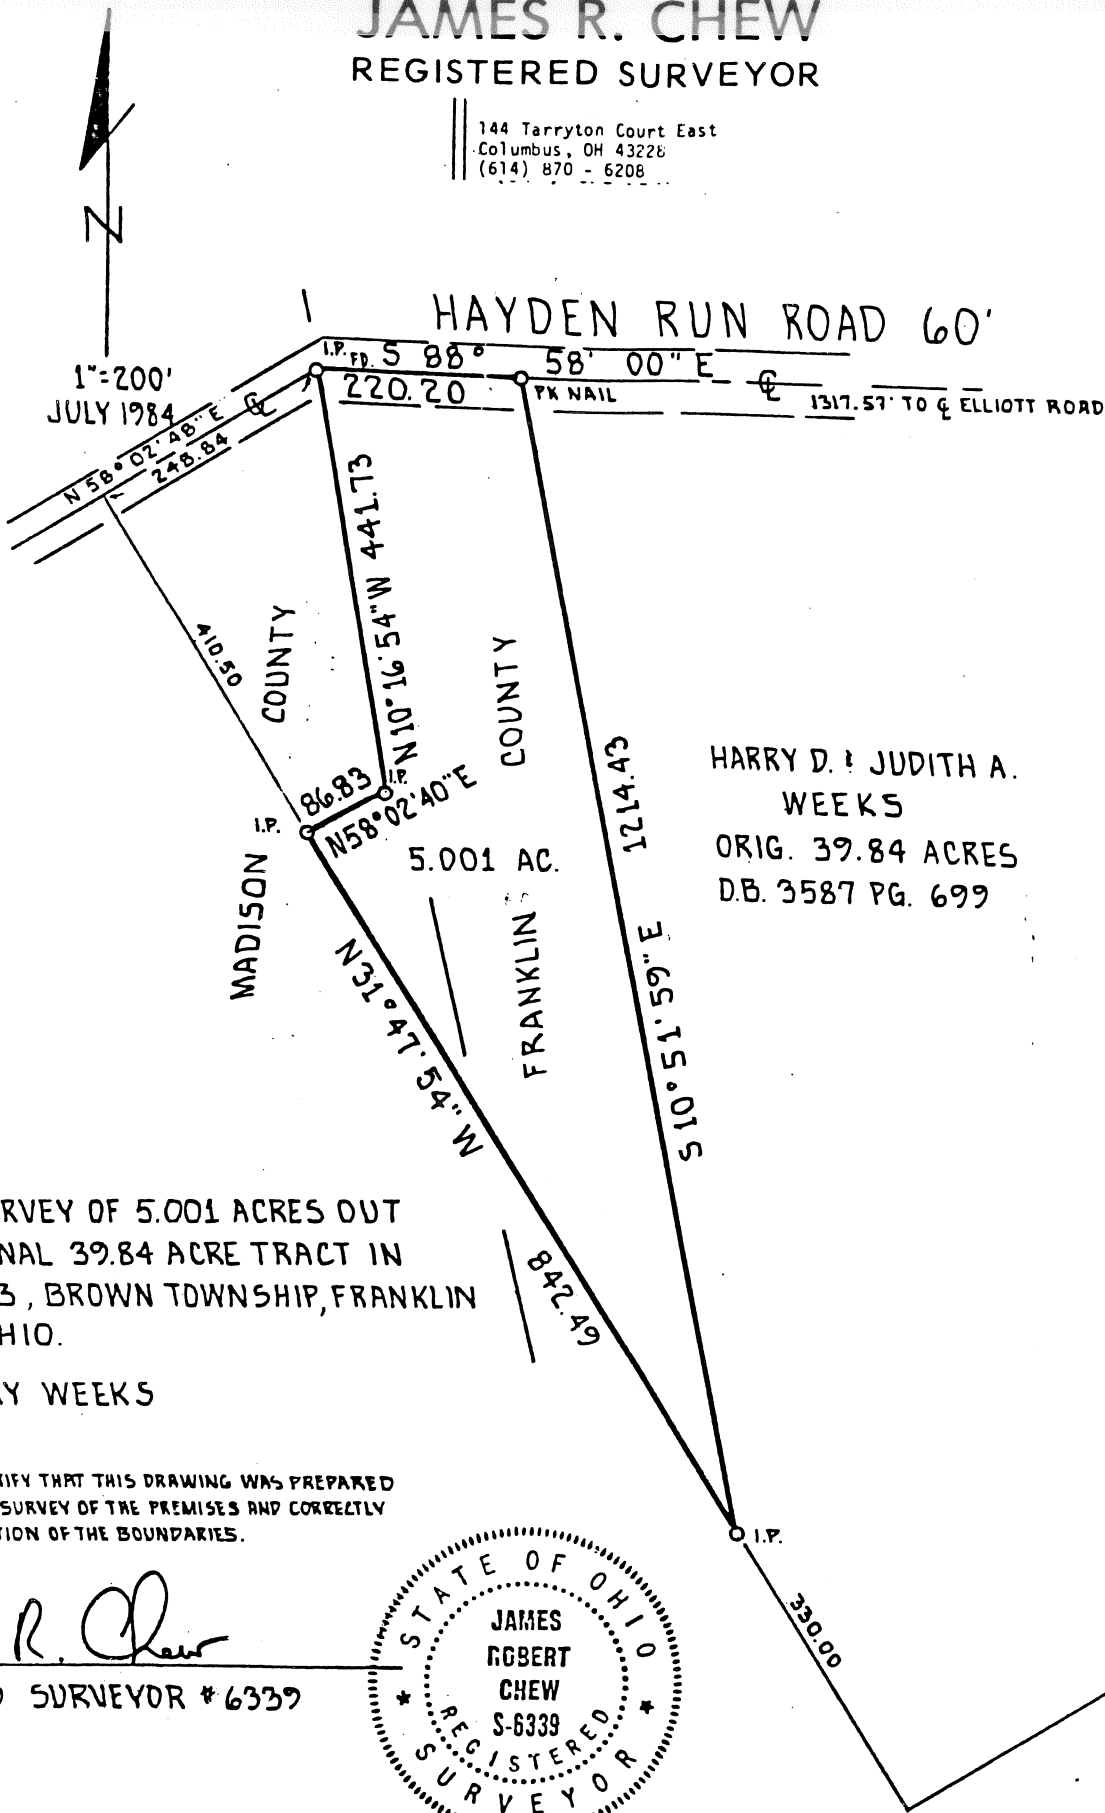 JAMES R. CHEW
REGISTERED SURVEYOR
144 Tarryton Court East
Columbus, OH 43228
(614) 870 - 6208
N
1"=200'
JULY 1984
HAYDEN RUN ROAD 60'
I.P. FD. S 88° 58' 00" E
220.20
PK NAIL
℄
1317.57' TO ℄ ELLIOTT ROAD
N 58° 02' 48" E ℄
248.84
N10°16'54"W 441.73
410.50
COUNTY
COUNTY
1214.43
S 10° 51' 59" E
HARRY D. & JUDITH A.
WEEKS
ORIG. 39.84 ACRES
D.B. 3587 PG. 699
86.83
I.P.
I.P.
N58°02'40"E
5.001 AC.
MADISON
FRANKLIN
N31°47'54" W
842.49
RVEY OF 5.001 ACRES OUT
NAL 39.84 ACRE TRACT IN
3, BROWN TOWNSHIP, FRANKLIN
HIO.
RY WEEKS
IFY THAT THIS DRAWING WAS PREPARED
SURVEY OF THE PREMISES AND CORRECTLY
TION OF THE BOUNDARIES.
R. Chew
SURVEYOR #6339
I.P.
330.00
STATE OF OHIO
JAMES
ROBERT
CHEW
S-6339
REGISTERED
SURVEYOR